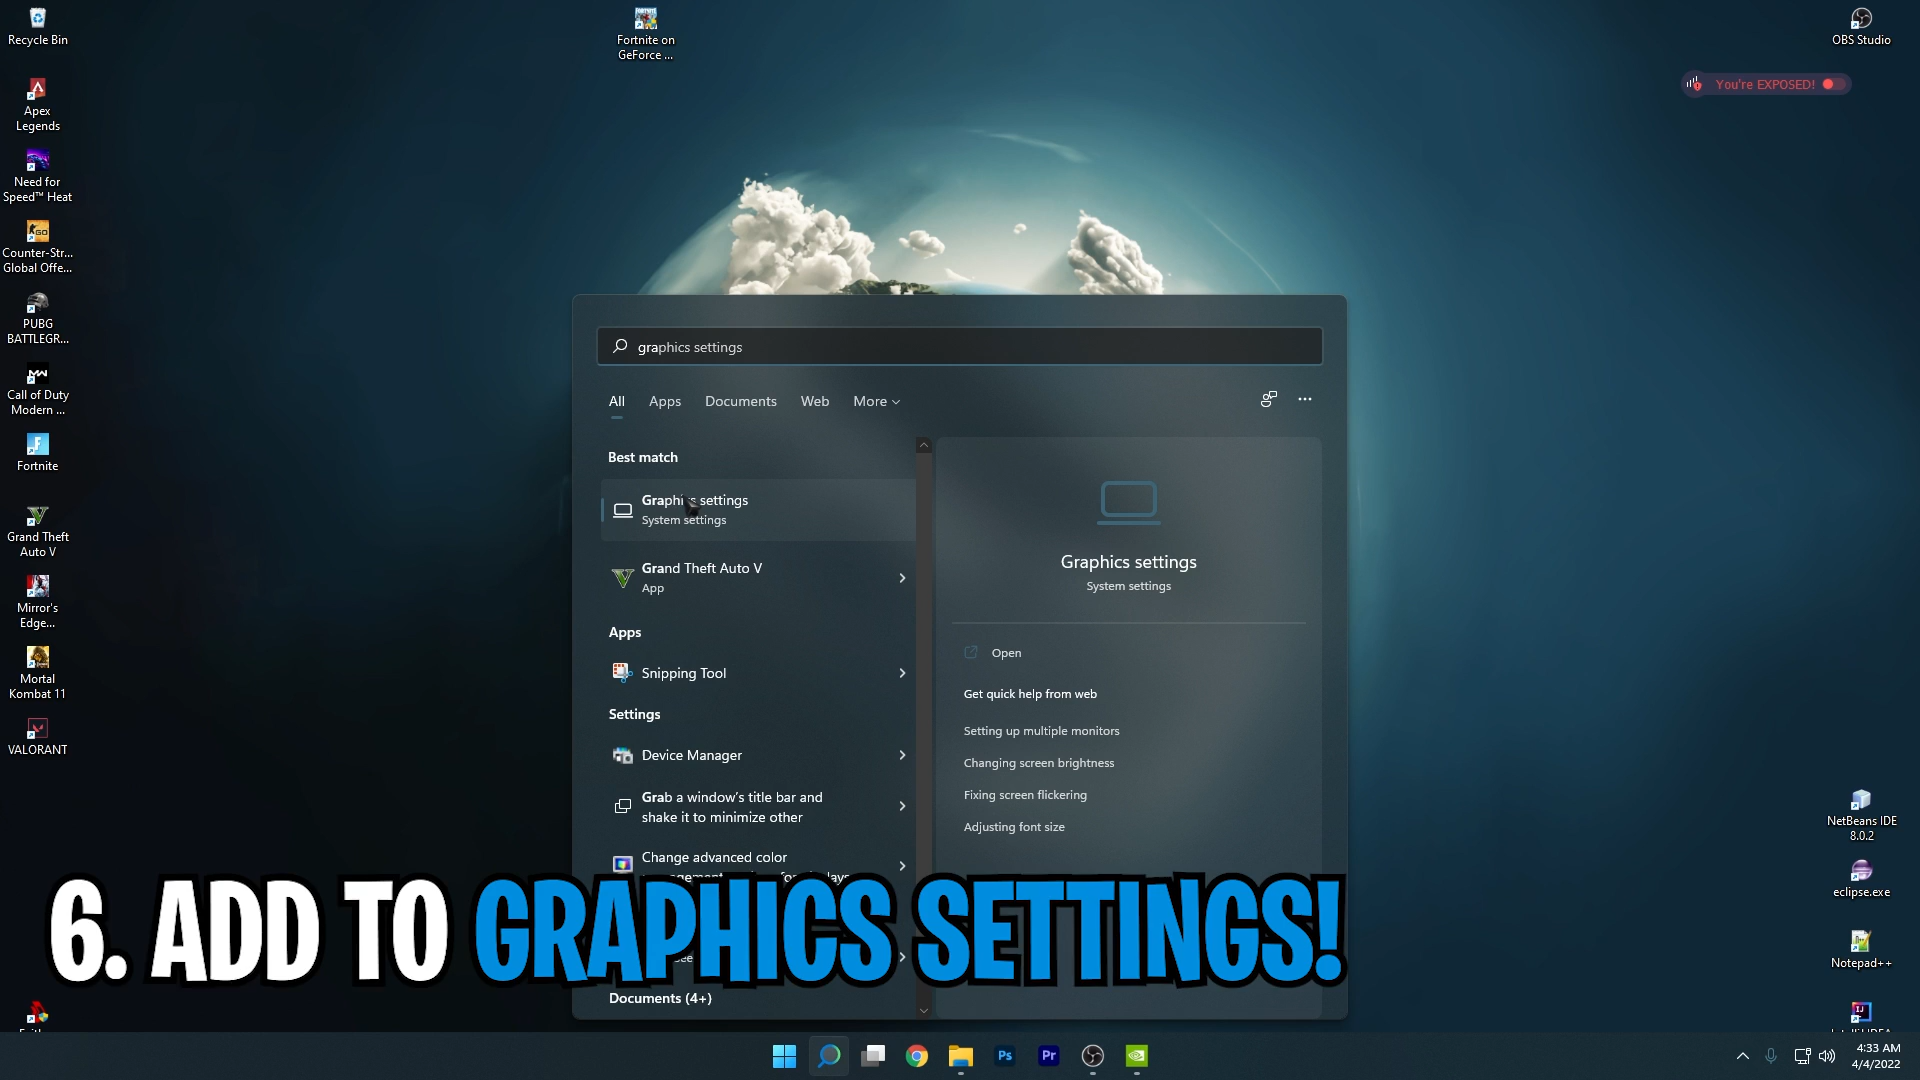 Recycle Bin
Apex
Legends
Need for
Speed™ Heat
Counter-Str...
Global Offe...
PUBG
BATTLEGR...
Call of Duty
Modern ...
Fortnite
Grand Theft
Auto V
Mirror's
Edge...
Mortal
Kombat 11
VALORANT
Fortnite on
GeForce ...
OBS Studio
You're EXPOSED!
graphics settings
All
Apps
Documents
Web
More
Best match
Graphics settings
System settings
Grand Theft Auto V
App
Apps
Snipping Tool
Settings
Device Manager
Grab a window's title bar and
shake it to minimize other
Change advanced color
Documents (4+)
Graphics settings
System settings
Open
Get quick help from web
Setting up multiple monitors
Changing screen brightness
Fixing screen flickering
Adjusting font size
6. ADD TO GRAPHICS SETTINGS!
NetBeans IDE
8.0.2
eclipse.exe
Notepad++
Ps
Pr
4:33 AM
4/4/2022